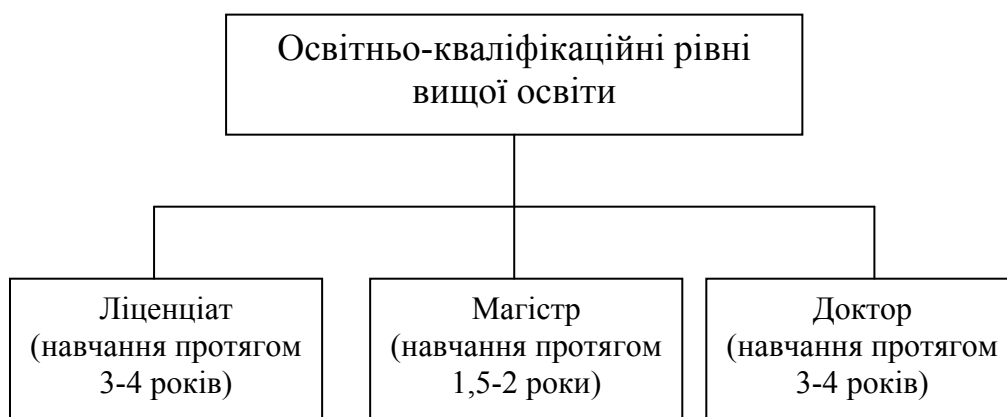 Освітньо-кваліфікаційні рівні
вищої освіти
Ліценціат
(навчання протягом
3-4 років)
Магістр
(навчання протягом
1,5-2 роки)
Доктор
(навчання протягом
3-4 років)